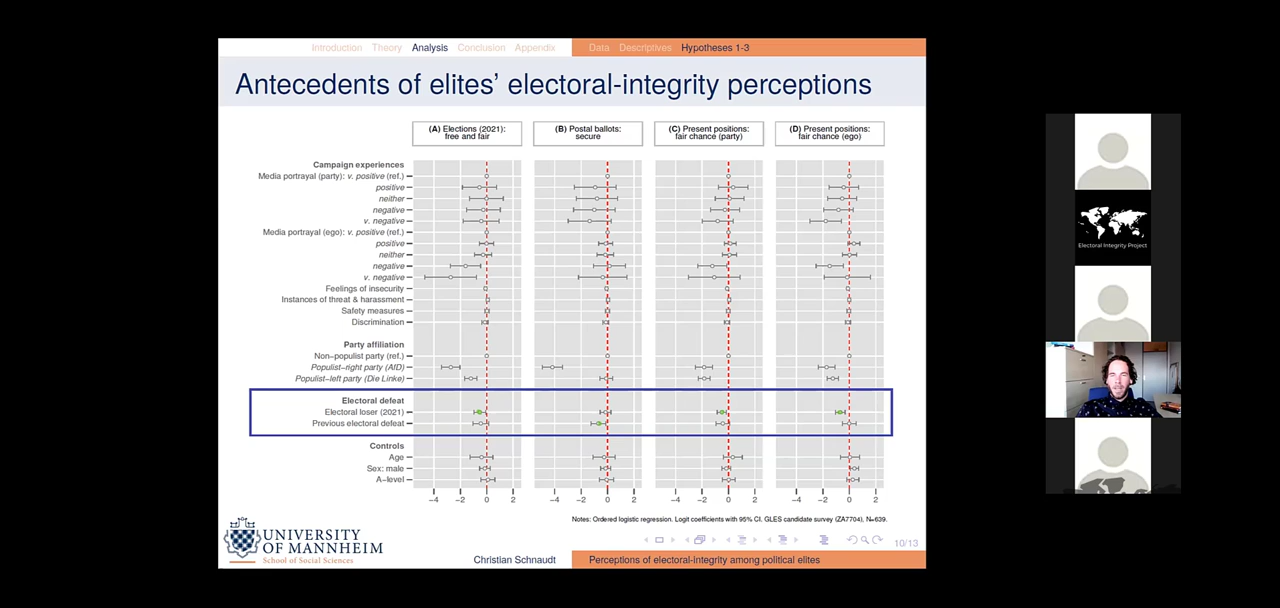 Introduction Theory Analysis Conclusion Appendix Data Descriptives Hypotheses 1-3
Antecedents of elites' electoral-integrity perceptions
(A) Elections (2021):
free and fair
(B) Postal ballots:
secure
(C) Present positions:
fair chance (party)
(D) Present positions:
fair chance (ego)
Campaign experiences
Media portrayal (party): v. positive (ref.)
positive
neither
negative
v. negative
Media portrayal (ego): v. positive (ref.)
positive
neither
negative
v. negative
Feelings of insecurity
Instances of threat & harassment
Safety measures
Discrimination
Party affiliation
Non-populist party (ref.)
Populist-right party (AfD)
Populist-left party (Die Linke)
Electoral defeat
Electoral loser (2021)
Previous electoral defeat
Controls
Age
Sex: male
A-level
−4 −2 0 2 −4 −2 0 2 −4 −2 0 2 −4 −2 0 2
Notes: Ordered logistic regression. Logit coefficients with 95% CI. GLES candidate survey (ZA7704), N=639.
UNIVERSITY
OF MANNHEIM
School of Social Sciences
10/13
Christian Schnaudt Perceptions of electoral-integrity among political elites
Electoral Integrity Project